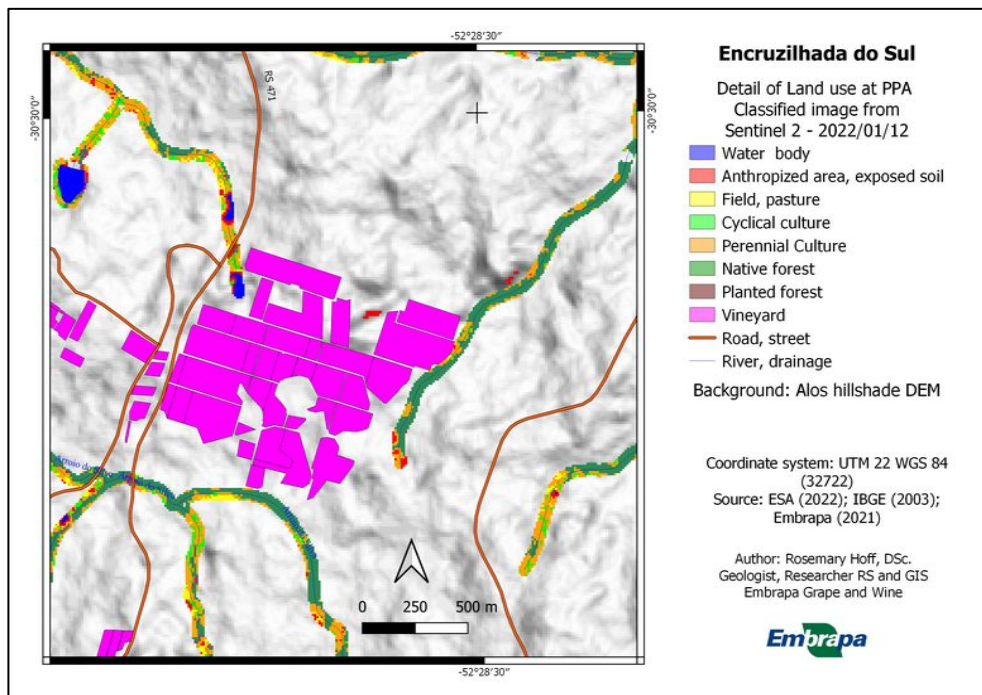 -52°28'30"
-30°30'0"
RS 471
-30°30'0"
Arroio do
0 250 500 m
-52°28'30"
Encruzilhada do Sul
Detail of Land use at PPA
Classified image from
Sentinel 2 - 2022/01/12
Water body
Anthropized area, exposed soil
Field, pasture
Cyclical culture
Perennial Culture
Native forest
Planted forest
Vineyard
Road, street
River, drainage
Background: Alos hillshade DEM
Coordinate system: UTM 22 WGS 84
(32722)
Source: ESA (2022); IBGE (2003);
Embrapa (2021)
Author: Rosemary Hoff, DSc.
Geologist, Researcher RS and GIS
Embrapa Grape and Wine
Embrapa